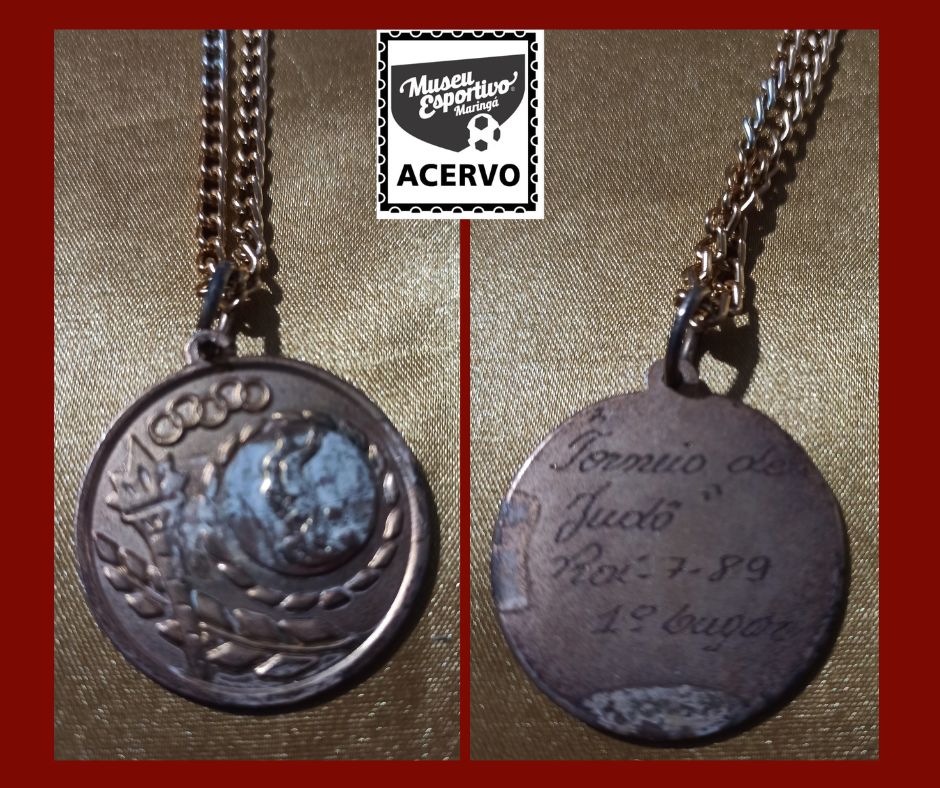 Museu
Esportivo®
Maringá
ACERVO
"Torneio de
Judô"
7-89
1º lugar